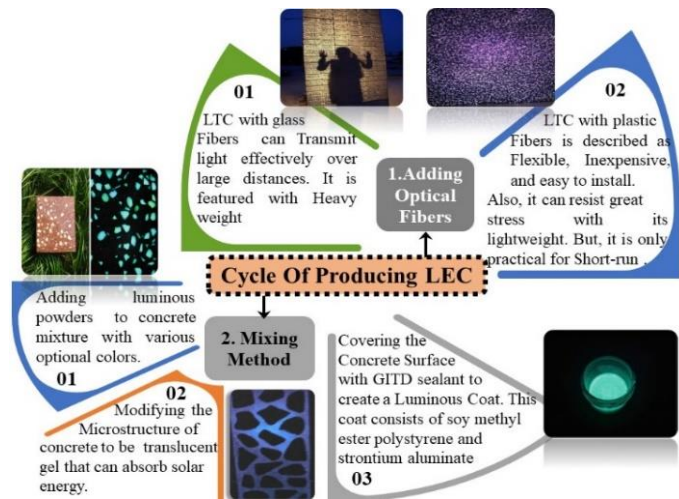 01
LTC with glass
Fibers can Transmit
light effectively over
large distances. It is
featured with Heavy
weight
1.Adding
Optical
Fibers
02
LTC with plastic
Fibers is described as
Flexible, Inexpensive,
and easy to install.
Also, it can resist great
stress with its
lightweight. But, it is only
practical for Short-run .
Cycle Of Producing LEC
2. Mixing
Method
Adding luminous
powders to concrete
mixture with various
optional colors.
01
02
Modifying the
Microstructure of
concrete to be translucent
gel that can absorb solar
energy.
Covering the
Concrete Surface
with GITD sealant to
create a Luminous Coat. This
coat consists of soy methyl
ester polystyrene and
strontium aluminate
03